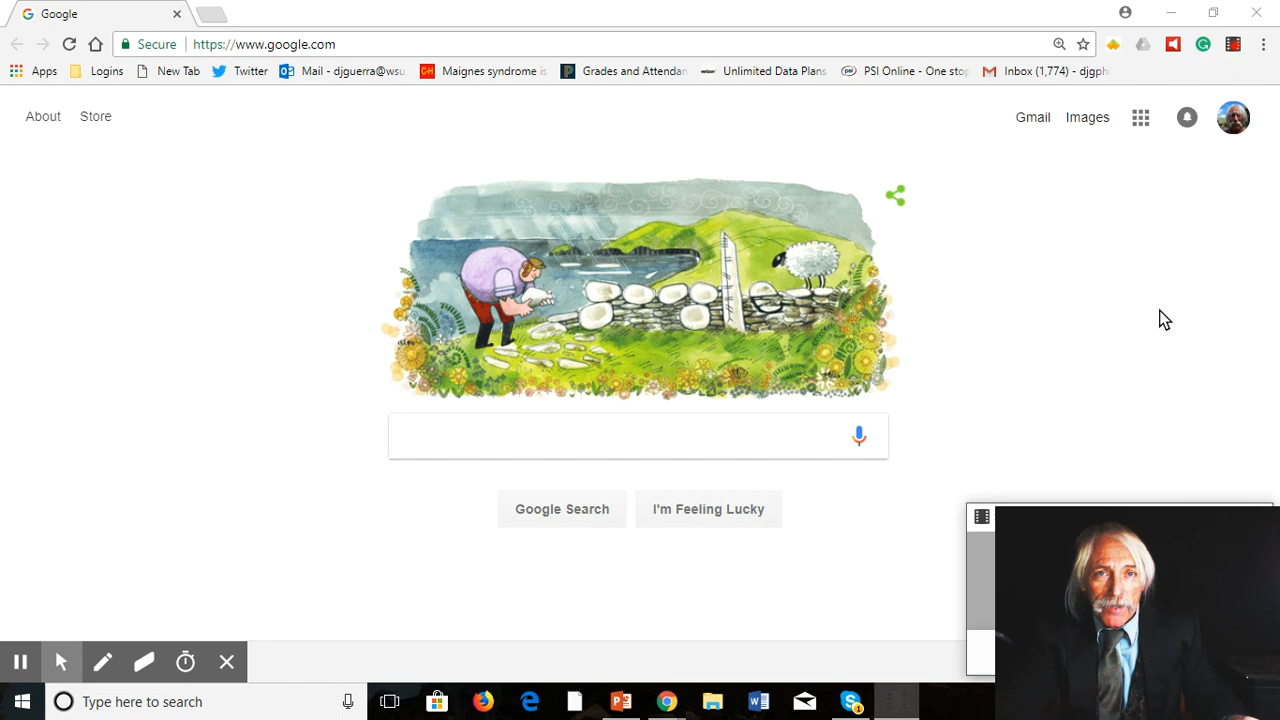 Google
Secure https://www.google.com
Apps Logins New Tab Twitter Mail - djguerra@wsu Maignes syndrome is Grades and Attendan Unlimited Data Plans PSI Online - One stop Inbox (1,774) - djgph
About Store Gmail Images
Google Search I'm Feeling Lucky
Type here to search